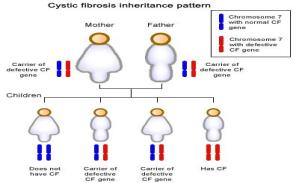 Cystic fibrosis inheritance pattern
Mother
Father
Chromosome 7
with normal CF
gene
Chromosome 7
with defective CF
gene
Carrier of
defective CF
gene
Carrier of
defective CF
gene
Children
Does not
have CF
Carrier of
defective
CF gene
Carrier of
defective
CF gene
Has CF